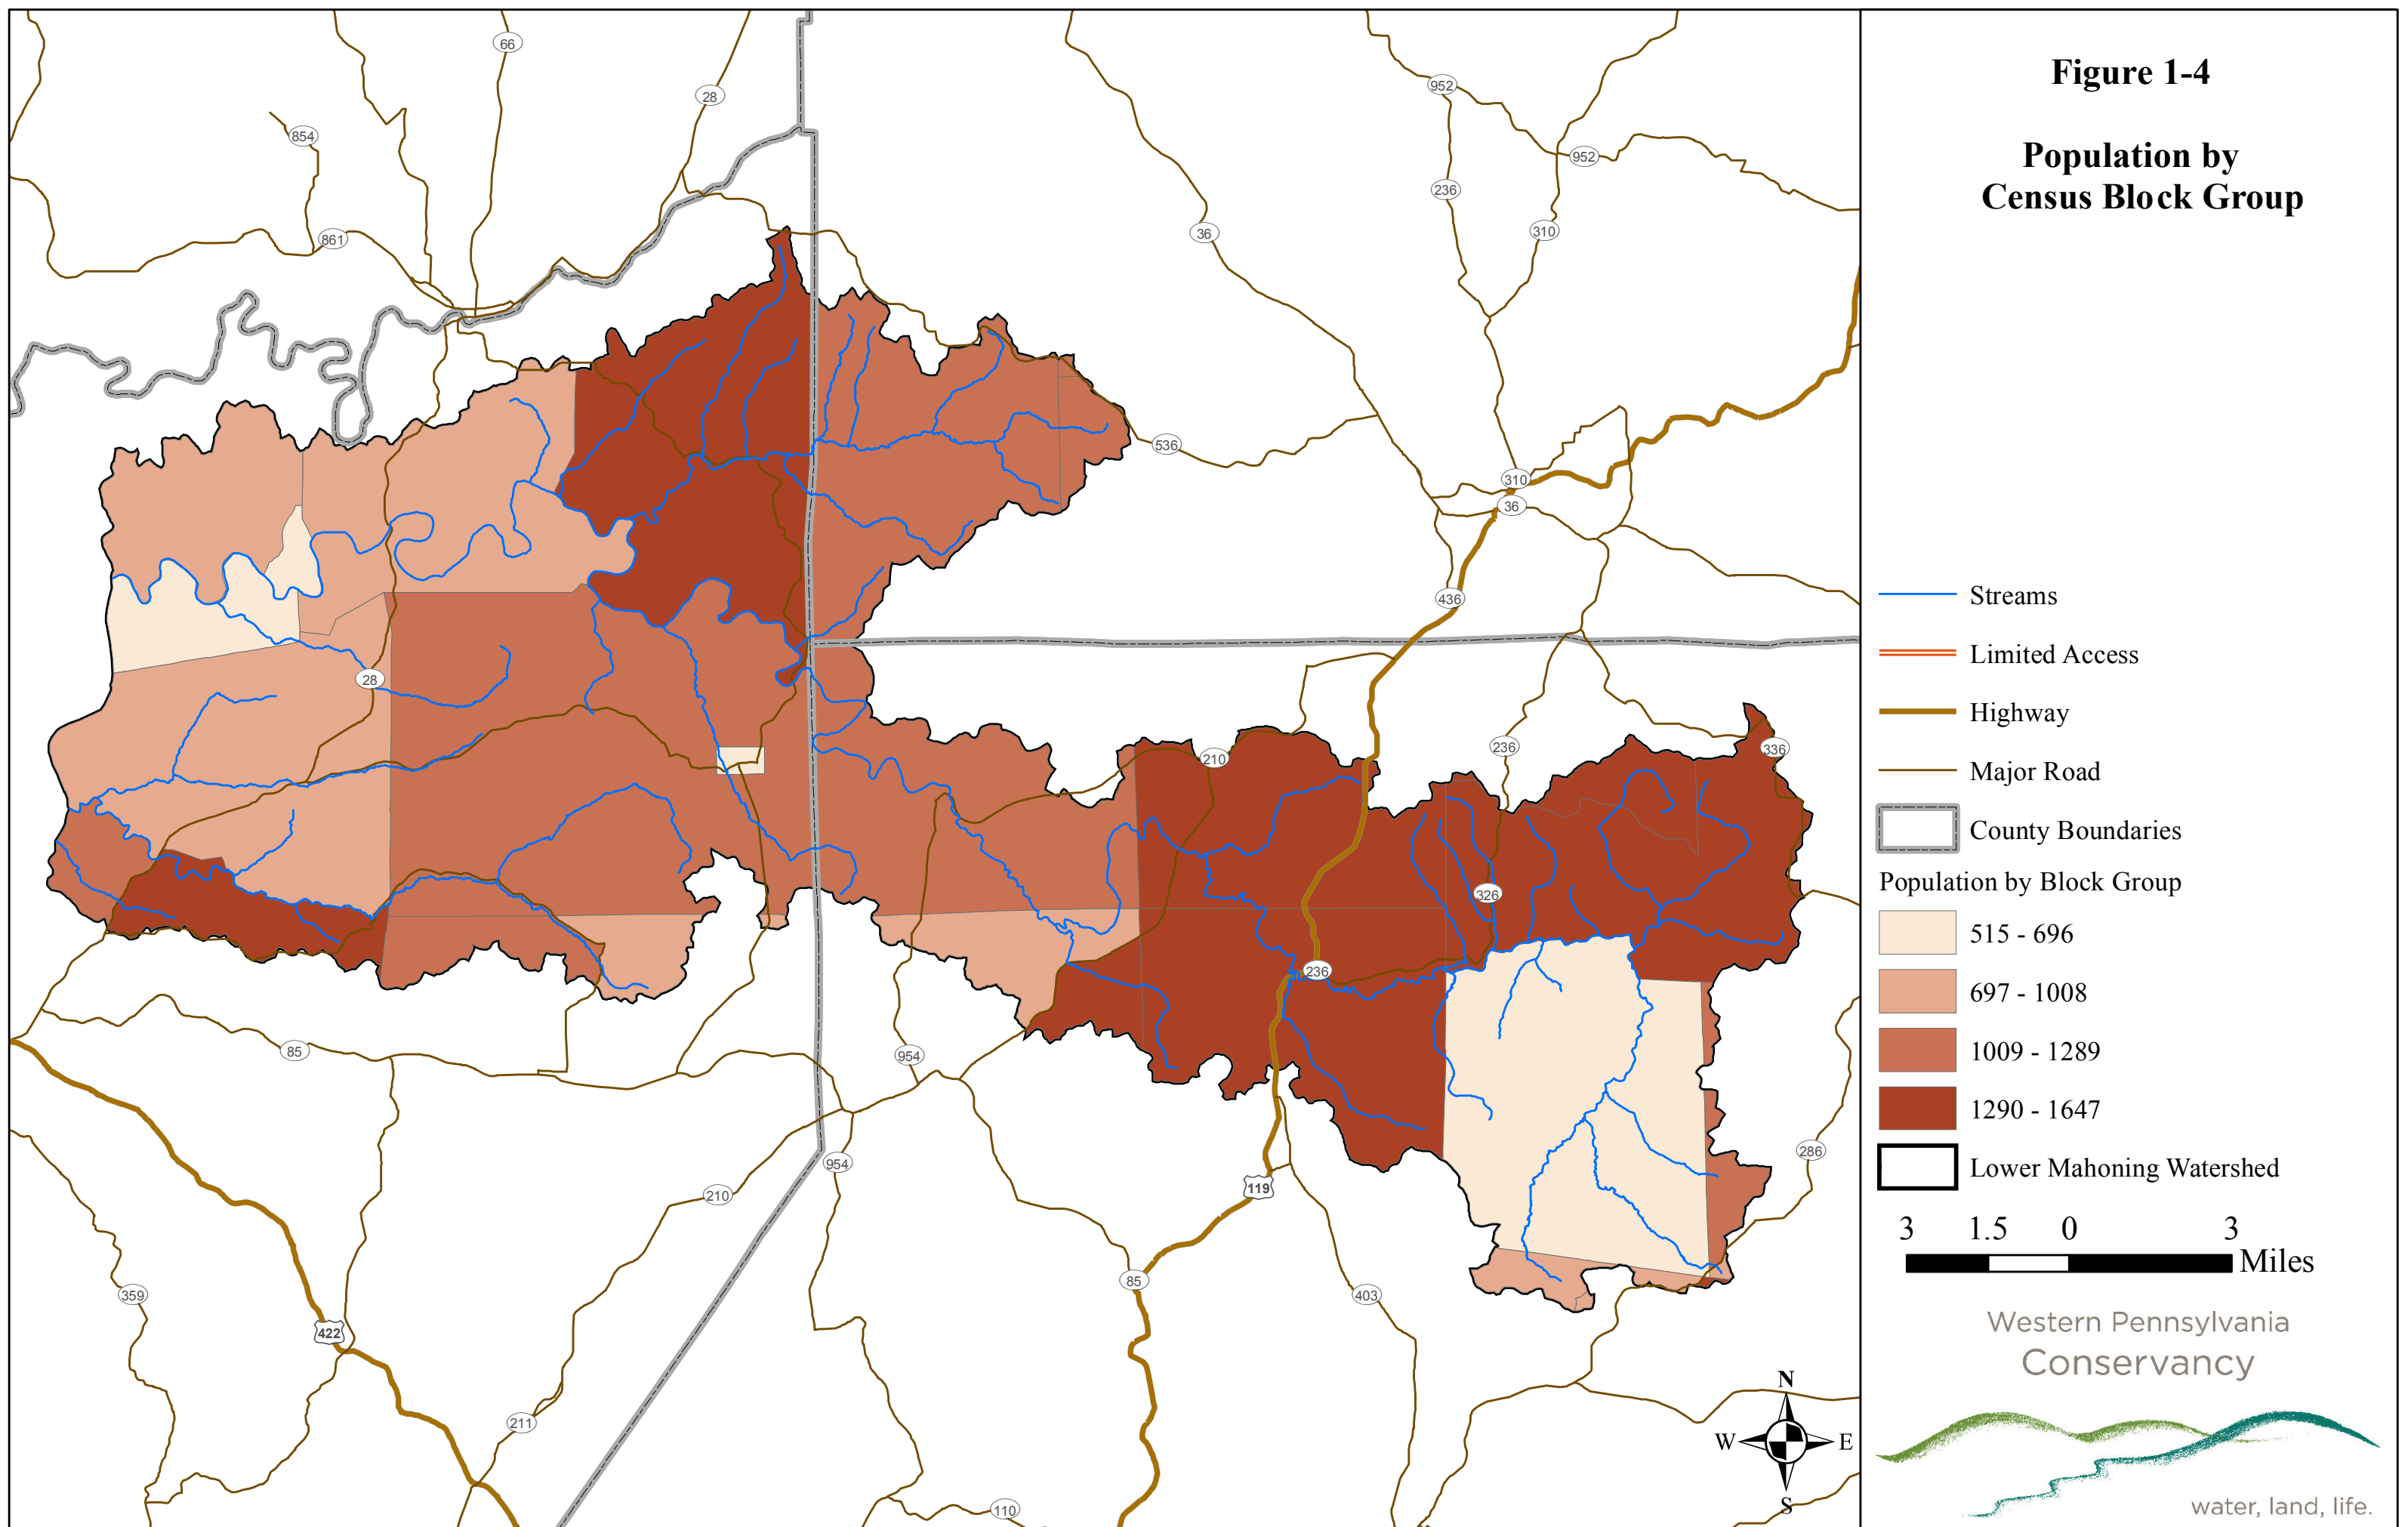 Figure 1-4
Population by
Census Block Group
Streams
Limited Access
Highway
Major Road
County Boundaries
Population by Block Group
515 - 696
697 - 1008
1009 - 1289
1290 - 1647
Lower Mahoning Watershed
3 1.5 0 3
Miles
Western Pennsylvania
Conservancy
water, land, life.
N
W E
S
66
28
854
861
952
952
236
310
36
536
310
36
436
28
236
336
210
326
236
85
954
954
210
119
286
85
403
359
422
211
110